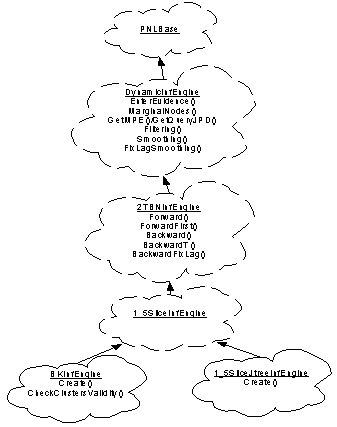 PNLBase
DynamicInfEngine
EnterEvidence()
MarginalNodes()
GetMPE()/GetQueryJPD()
Filtering()
Smoothing()
FixLagSmoothing()
2TBNInfEngine
Forward()
ForwardFirst()
Backward()
BackwardT()
BackwardFixLag()
1_5SliceInfEngine
BKInfEngine
Create()
CheckClustersValidity()
1_5SliceJtreeInfEngine
Create()